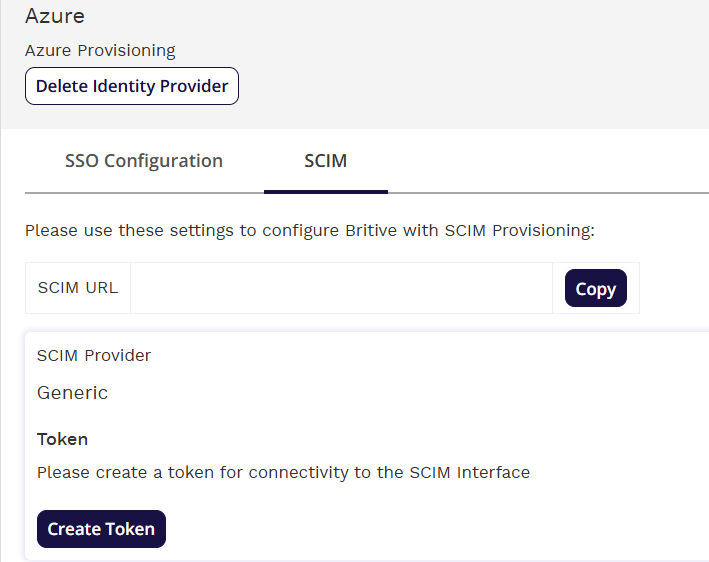 Azure
Azure Provisioning
Delete Identity Provider
SSO Configuration
SCIM
Please use these settings to configure Britive with SCIM Provisioning:
SCIM URL
Copy
SCIM Provider
Generic
Token
Please create a token for connectivity to the SCIM Interface
Create Token